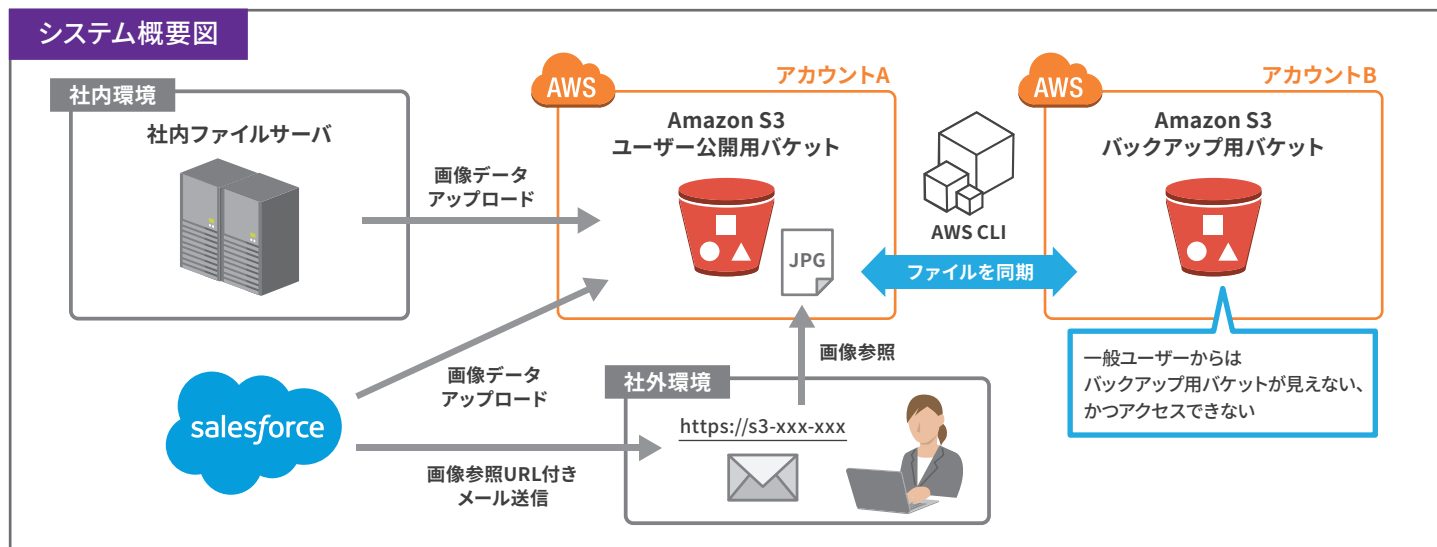 システム概要図
社内環境
社内ファイルサーバ
画像データ
アップロード
AWS
アカウントA
Amazon S3
ユーザー公開用バケット
JPG
AWS CLI
ファイルを同期
AWS
アカウントB
Amazon S3
バックアップ用バケット
一般ユーザーからは
バックアップ用バケットが見えない、
かつアクセスできない
salesforce
画像データ
アップロード
画像参照URL付き
メール送信
画像参照
社外環境
https://s3-xxx-xxx